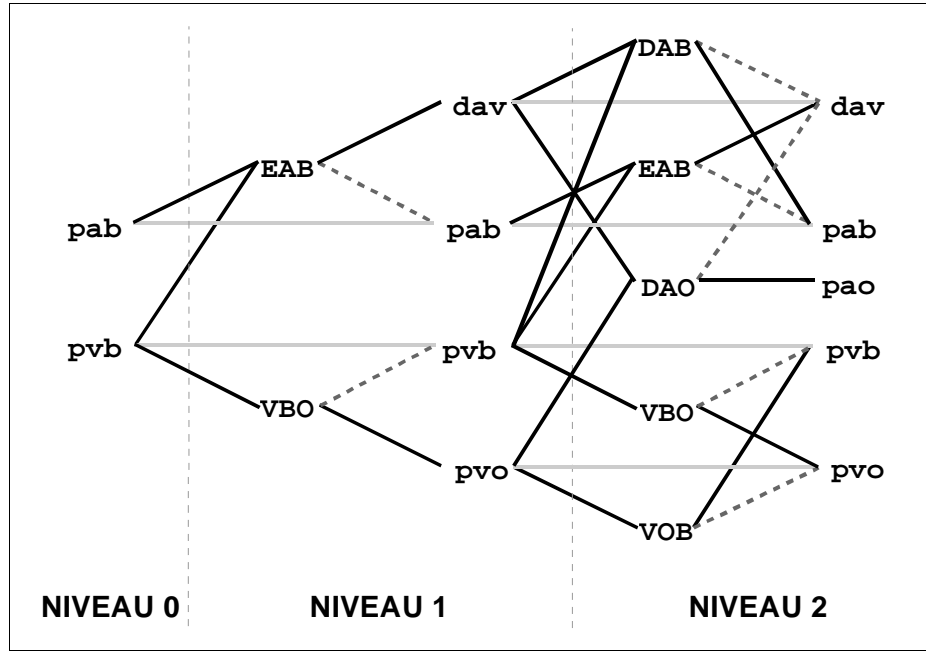 DAB
dav dav
EAB EAB
pab pab pab
DAO pao
pvb pvb pvb
VBO VBO
pvo pvo
VOB
NIVEAU 0 NIVEAU 1 NIVEAU 2